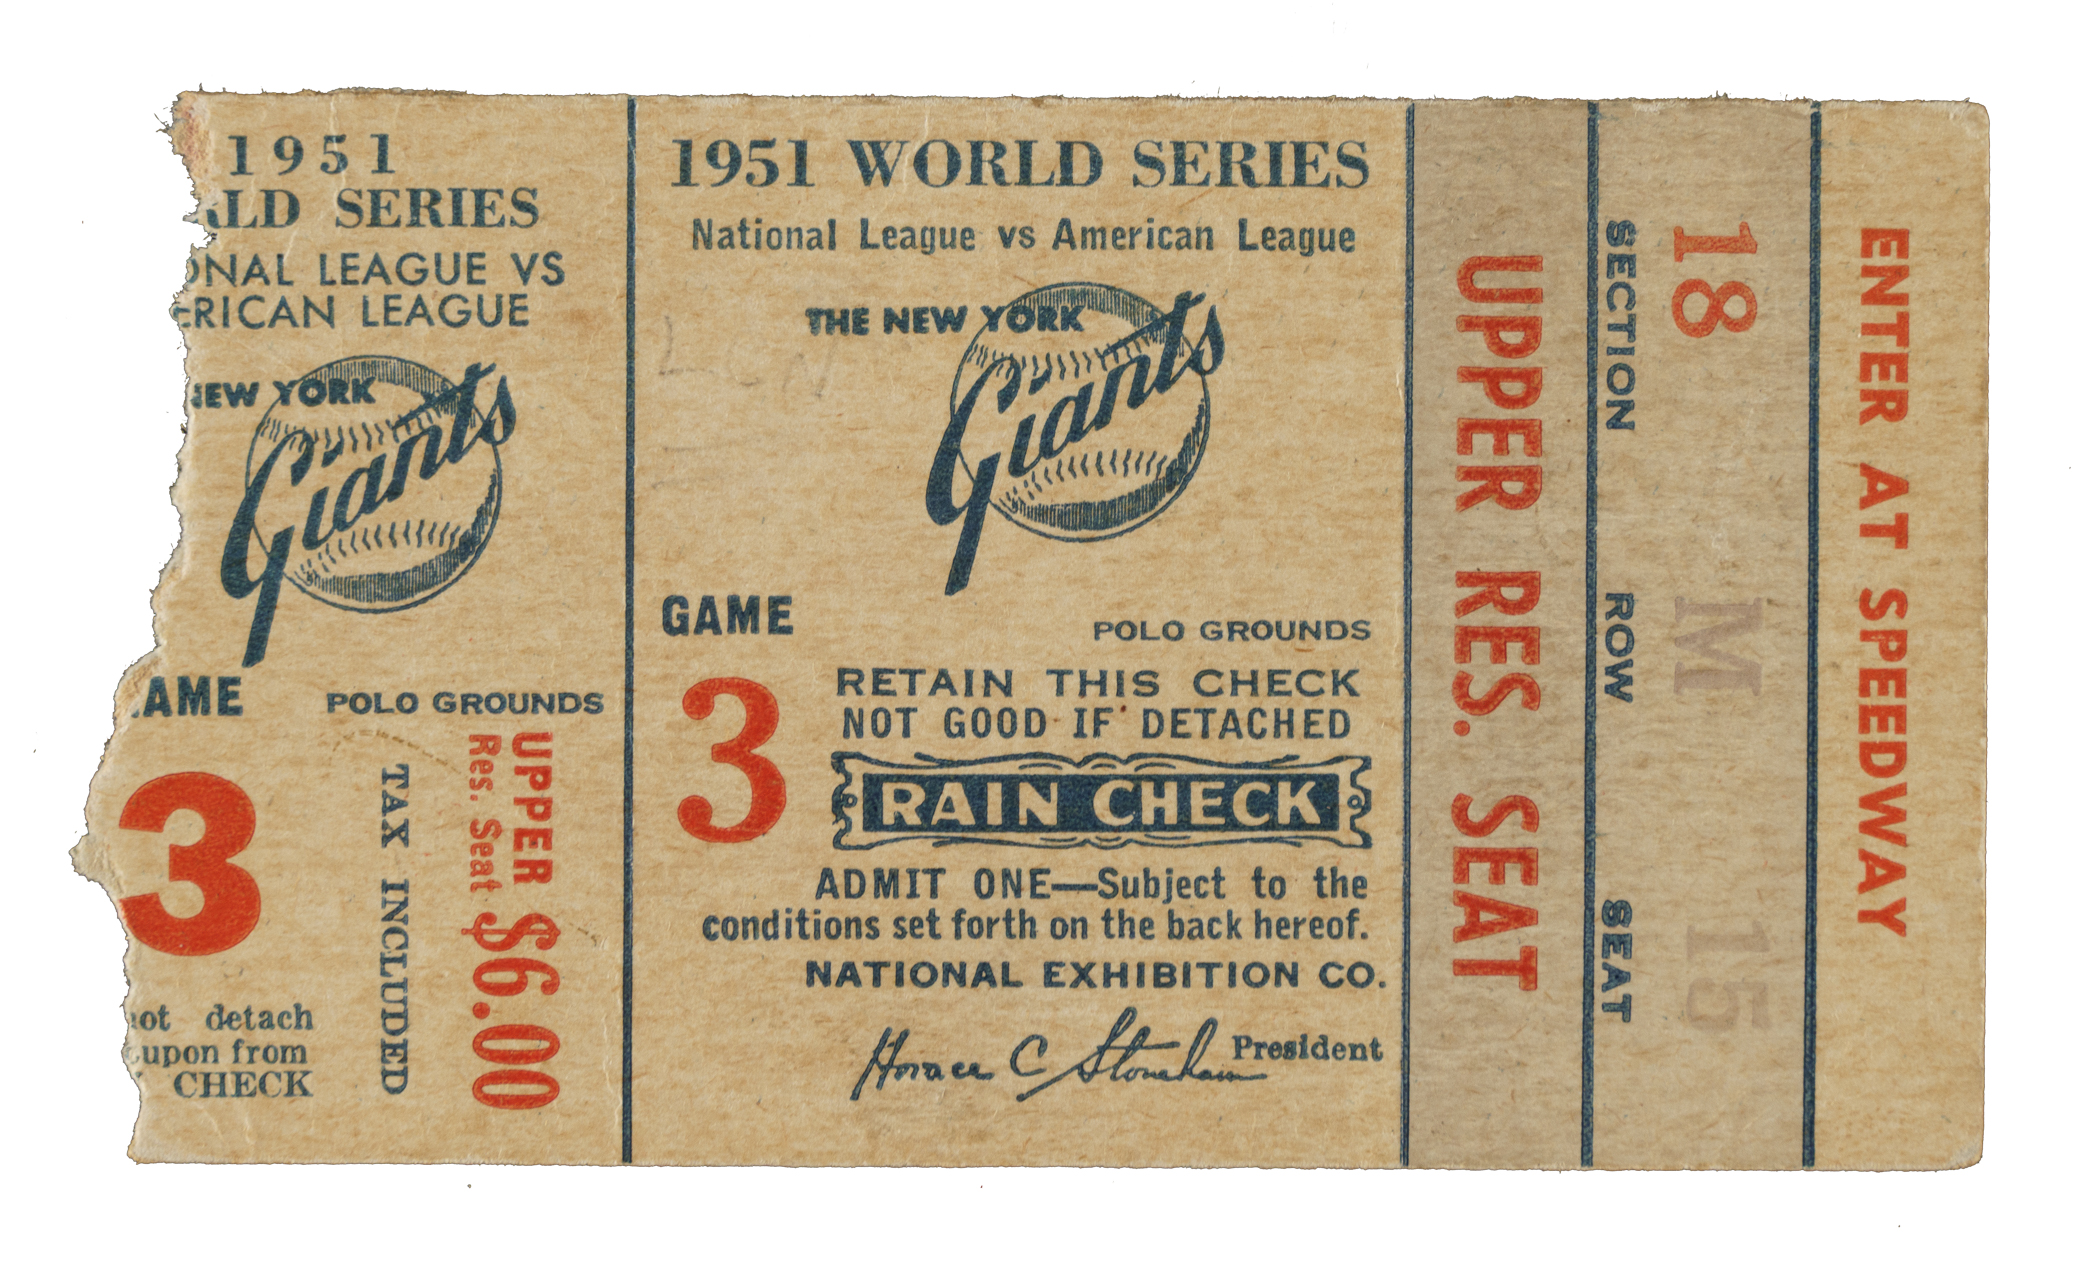 1951
RLD SERIES
ONAL LEAGUE VS
ERICAN LEAGUE
NEW YORK
Giants
AME
POLO GROUNDS
3
UPPER $6.00
Res. Seat
TAX INCLUDED
not detach
upon from
CHECK
1951 WORLD SERIES
National League vs American League
THE NEW YORK
Giants
GAME
POLO GROUNDS
3
RETAIN THIS CHECK
NOT GOOD IF DETACHED
RAIN CHECK
ADMIT ONE—Subject to the
conditions set forth on the back hereof.
NATIONAL EXHIBITION CO.
Horace C Stoneham President
UPPER RES. SEAT
SECTION ROW SEAT
18 M 15
ENTER AT SPEEDWAY